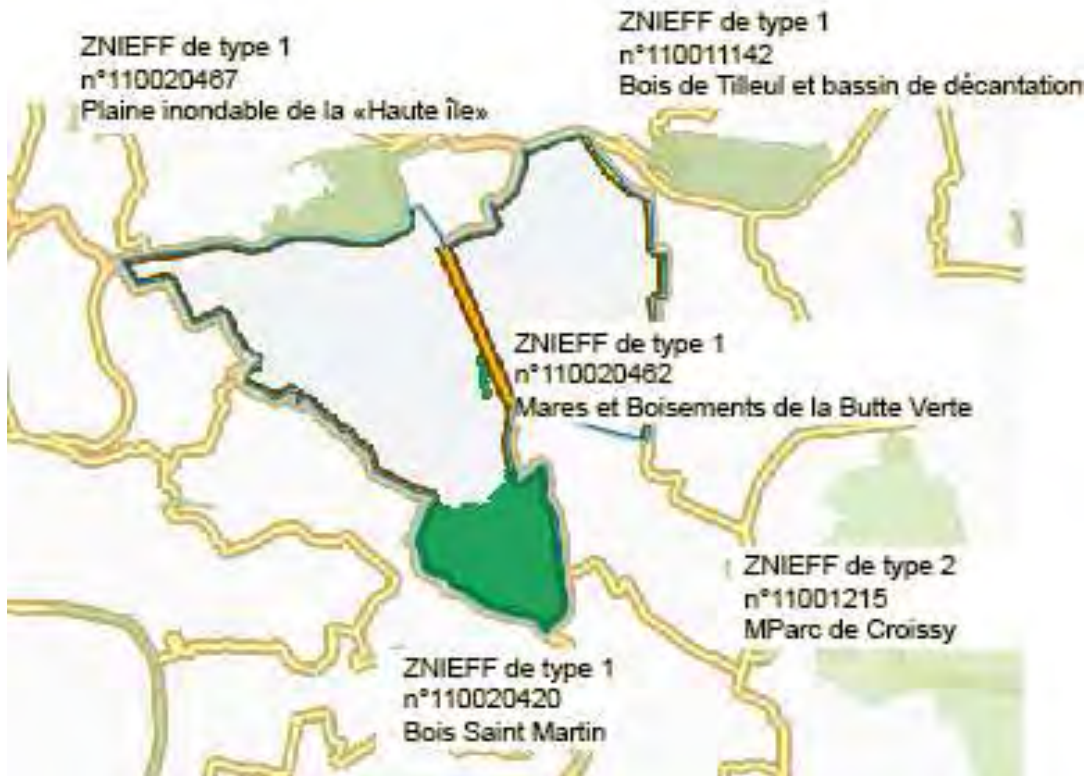 ZNIEFF de type 1
n°110020467
Plaine inondable de la «Haute île»
ZNIEFF de type 1
n°110011142
Bois de Tilleul et bassin de décantation
ZNIEFF de type 1
n°110020462
Mares et Boisements de la Butte Verte
ZNIEFF de type 2
n°11001215
MParc de Croissy
ZNIEFF de type 1
n°110020420
Bois Saint Martin